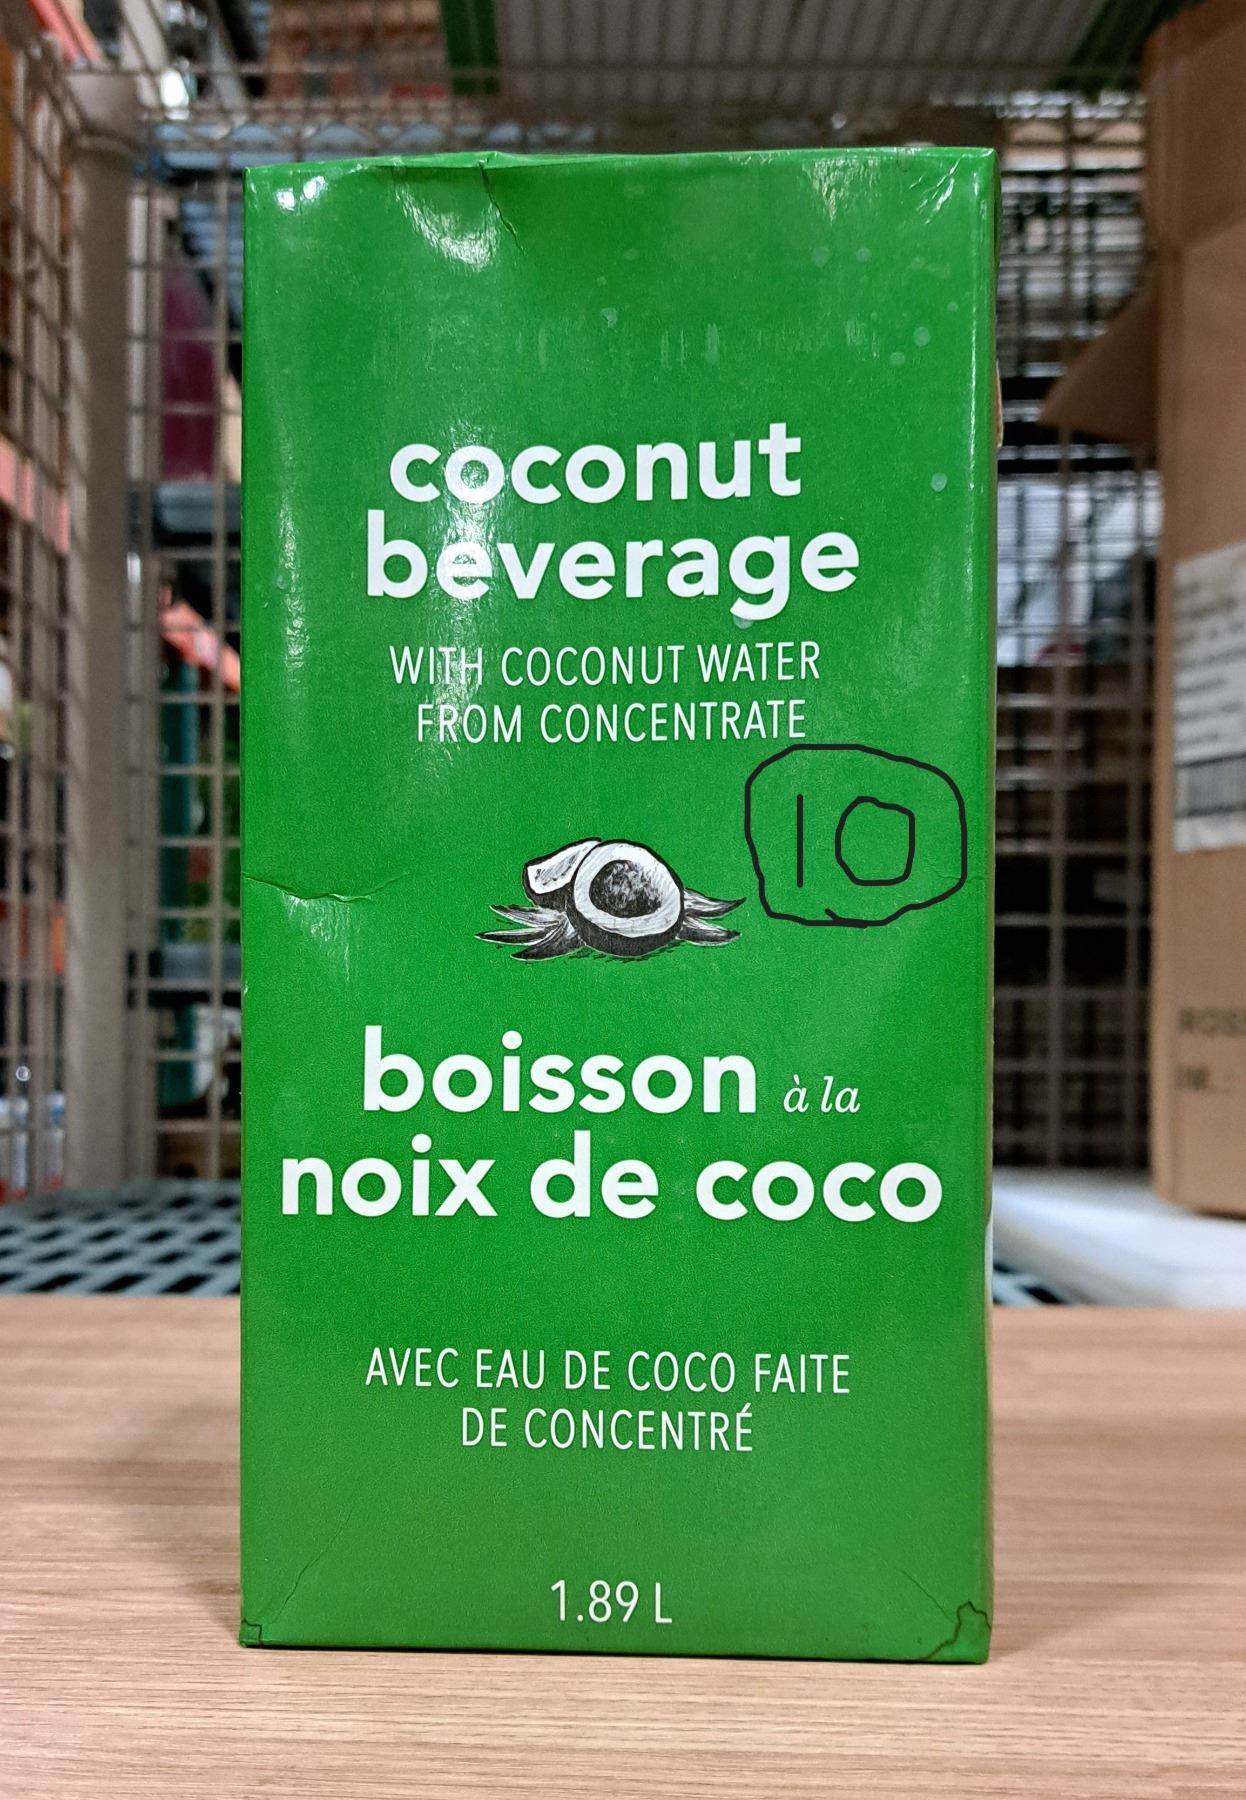 coconut
beverage
WITH COCONUT WATER
FROM CONCENTRATE
10
boisson à la
noix de coco
AVEC EAU DE COCO FAITE
DE CONCENTRÉ
1.89 L